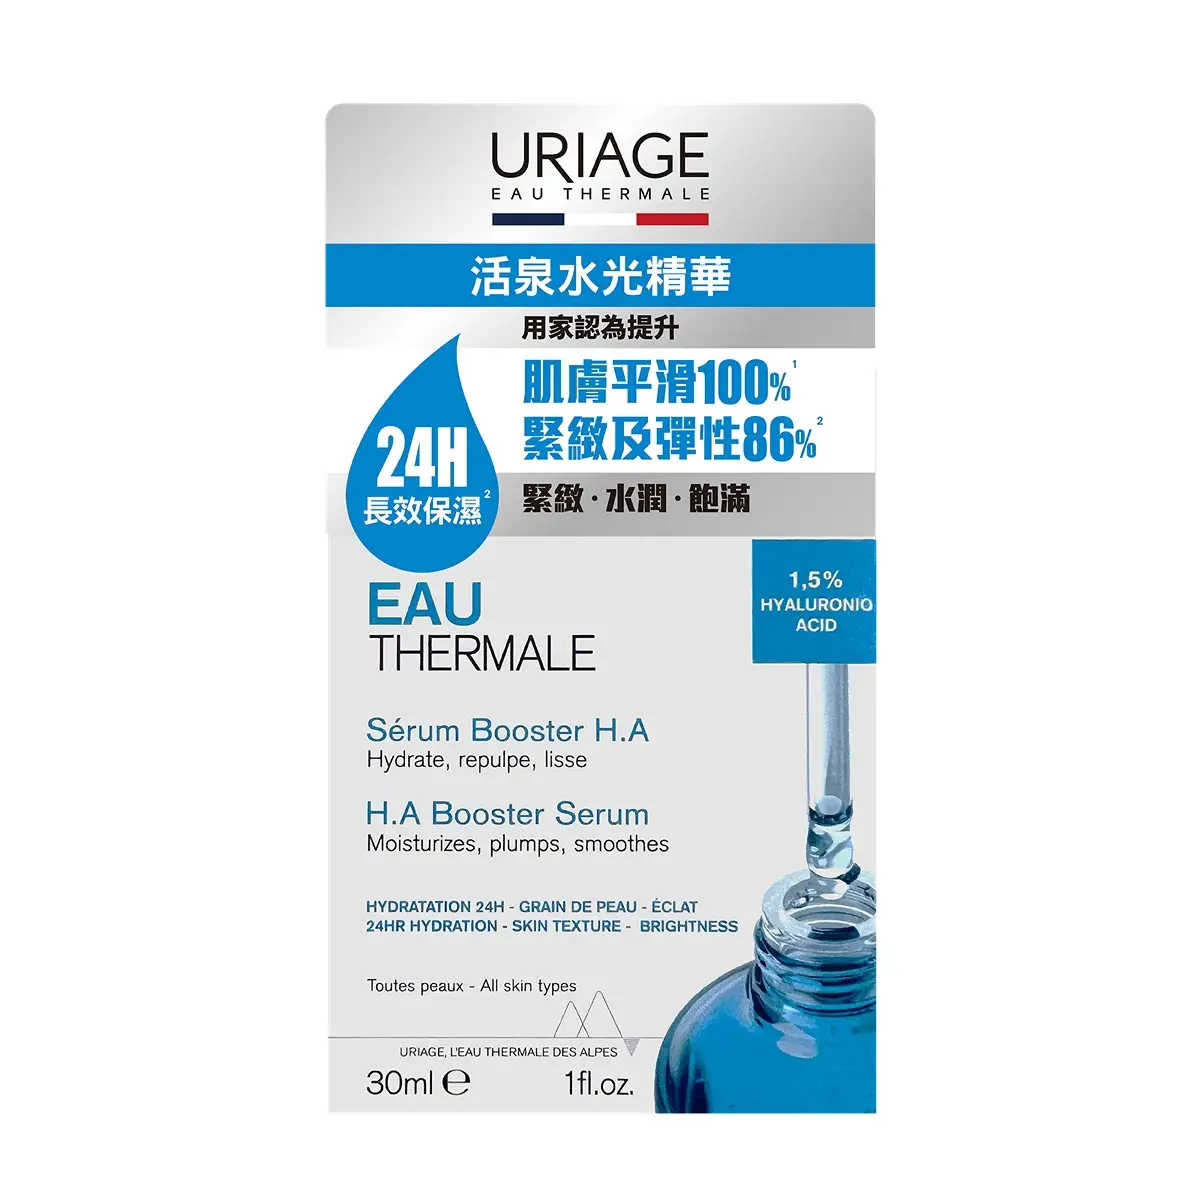 URIAGE
EAU THERMALE
活泉水光精華
用家認為提升
肌膚平滑100%¹
緊緻及彈性86%²
24H
長效保濕²
緊緻·水潤·飽滿
1,5%
HYALURONIC
ACID
EAU
THERMALE
Sérum Booster H.A
Hydrate, repulpe, lisse
H.A Booster Serum
Moisturizes, plumps, smoothes
HYDRATATION 24H - GRAIN DE PEAU - ÉCLAT
24HR HYDRATION - SKIN TEXTURE - BRIGHTNESS
Toutes peaux - All skin types
URIAGE, L'EAU THERMALE DES ALPES
30ml e 1fl.oz.